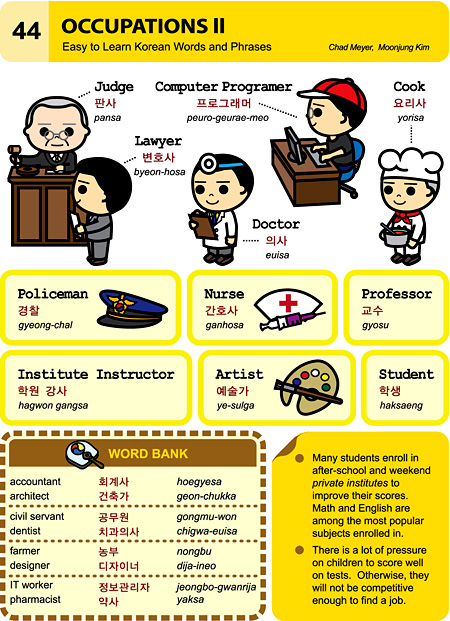 44
OCCUPATIONS II
Easy to Learn Korean Words and Phrases
Chad Meyer, Moonjung Kim
Judge
판사
pansa
Computer Programer
프로그래머
peuro-geurae-meo
Cook
요리사
yorisa
Lawyer
변호사
byeon-hosa
Doctor
의사
euisa
Policeman
경찰
gyeong-chal
Nurse
간호사
ganhosa
Professor
교수
gyosu
Institute Instructor
학원 강사
hagwon gangsa
Artist
예술가
ye-sulga
Student
학생
haksaeng
WORD BANK
accountant 회계사 hoegyesa
architect 건축가 geon-chukka
civil servant 공무원 gongmu-won
dentist 치과의사 chigwa-euisa
farmer 농부 nongbu
designer 디자이너 dija-ineo
IT worker 정보관리자 jeongbo-gwanrija
pharmacist 약사 yaksa
Many students enroll in
after-school and weekend
private institutes to
improve their scores.
Math and English are
among the most popular
subjects enrolled in.
There is a lot of pressure
on children to score well
on tests. Otherwise, they
will not be competitive
enough to find a job.